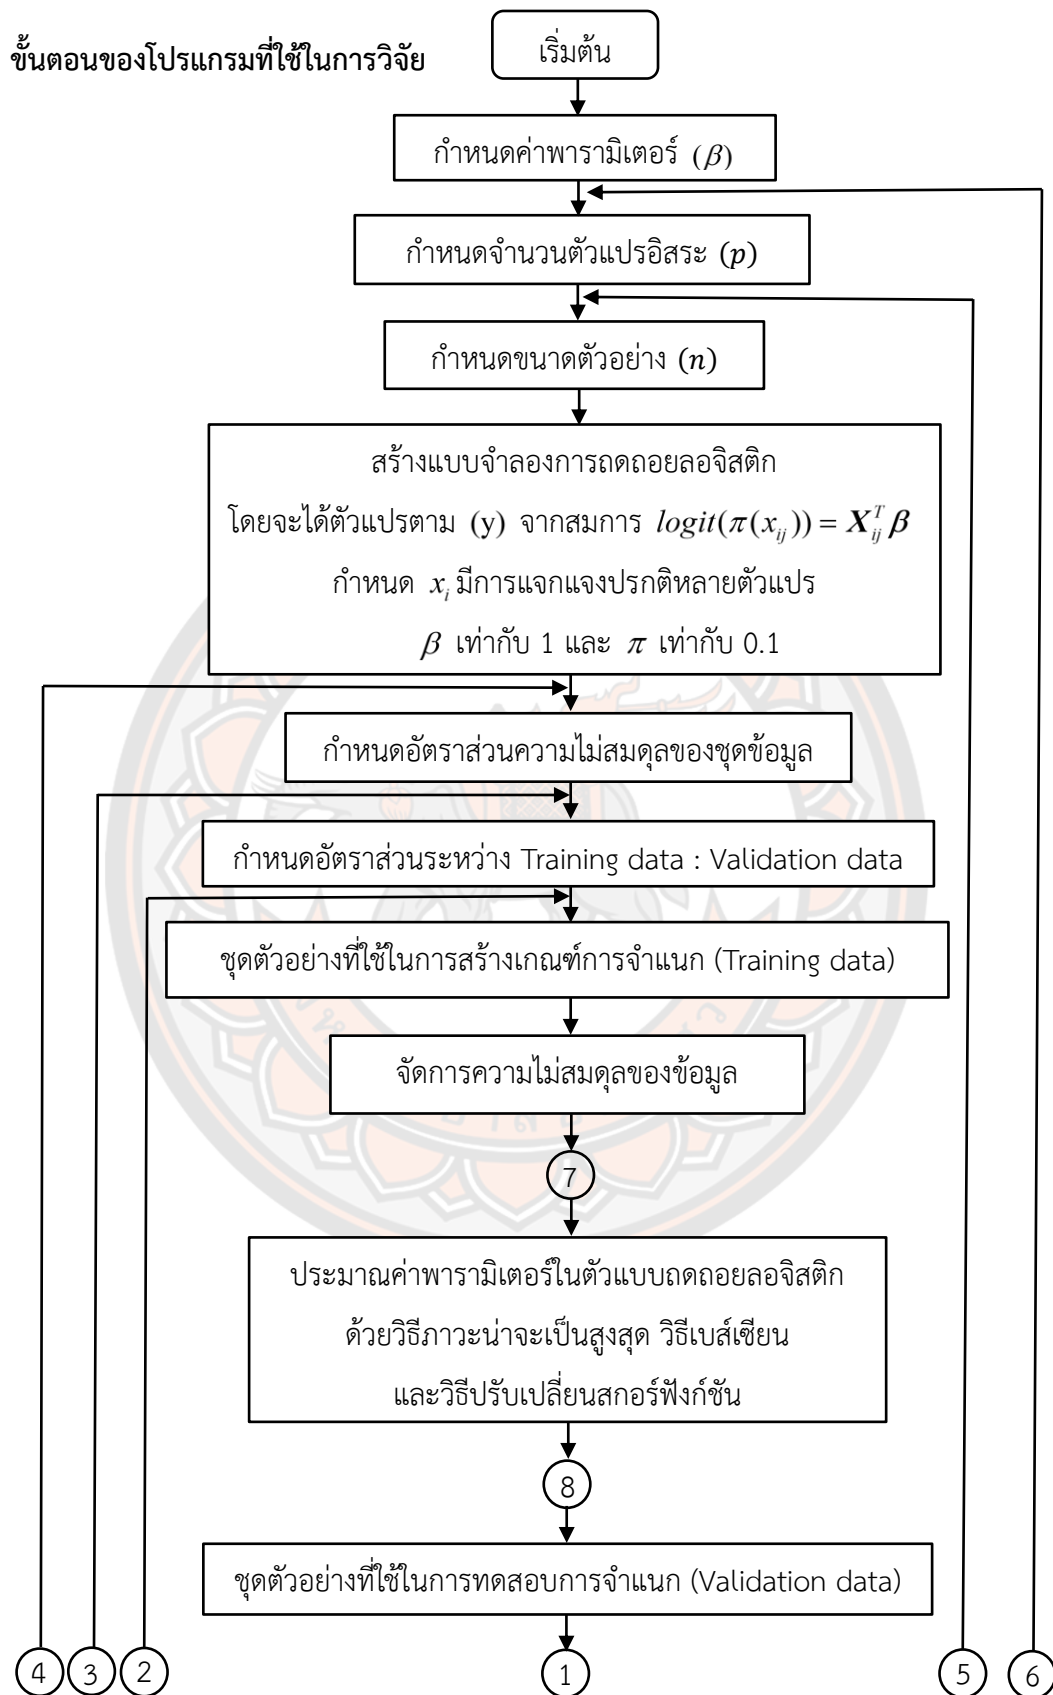 ขั้นตอนของโปรแกรมที่ใช้ในการวิจัย
เริ่มต้น
กำหนดค่าพารามิเตอร์ (β)
กำหนดจำนวนตัวแปรอิสระ (p)
กำหนดขนาดตัวอย่าง (n)
สร้างแบบจำลองการถดถอยลอจิสติก
โดยจะได้ตัวแปรตาม (y) จากสมการ logit(π(x_{ij})) = X_{ij}^T β
กำหนด x_i มีการแจกแจงปรกติหลายตัวแปร
β เท่ากับ 1 และ π เท่ากับ 0.1
กำหนดอัตราส่วนความไม่สมดุลของชุดข้อมูล
กำหนดอัตราส่วนระหว่าง Training data : Validation data
ชุดตัวอย่างที่ใช้ในการสร้างเกณฑ์การจำแนก (Training data)
จัดการความไม่สมดุลของข้อมูล
7
ประมาณค่าพารามิเตอร์ในตัวแบบถดถอยลอจิสติก
ด้วยวิธีภาวะน่าจะเป็นสูงสุด วิธีเบส์เซียน
และวิธีปรับเปลี่ยนสกอร์ฟังก์ชัน
8
ชุดตัวอย่างที่ใช้ในการทดสอบการจำแนก (Validation data)
4 3 2 1 5 6